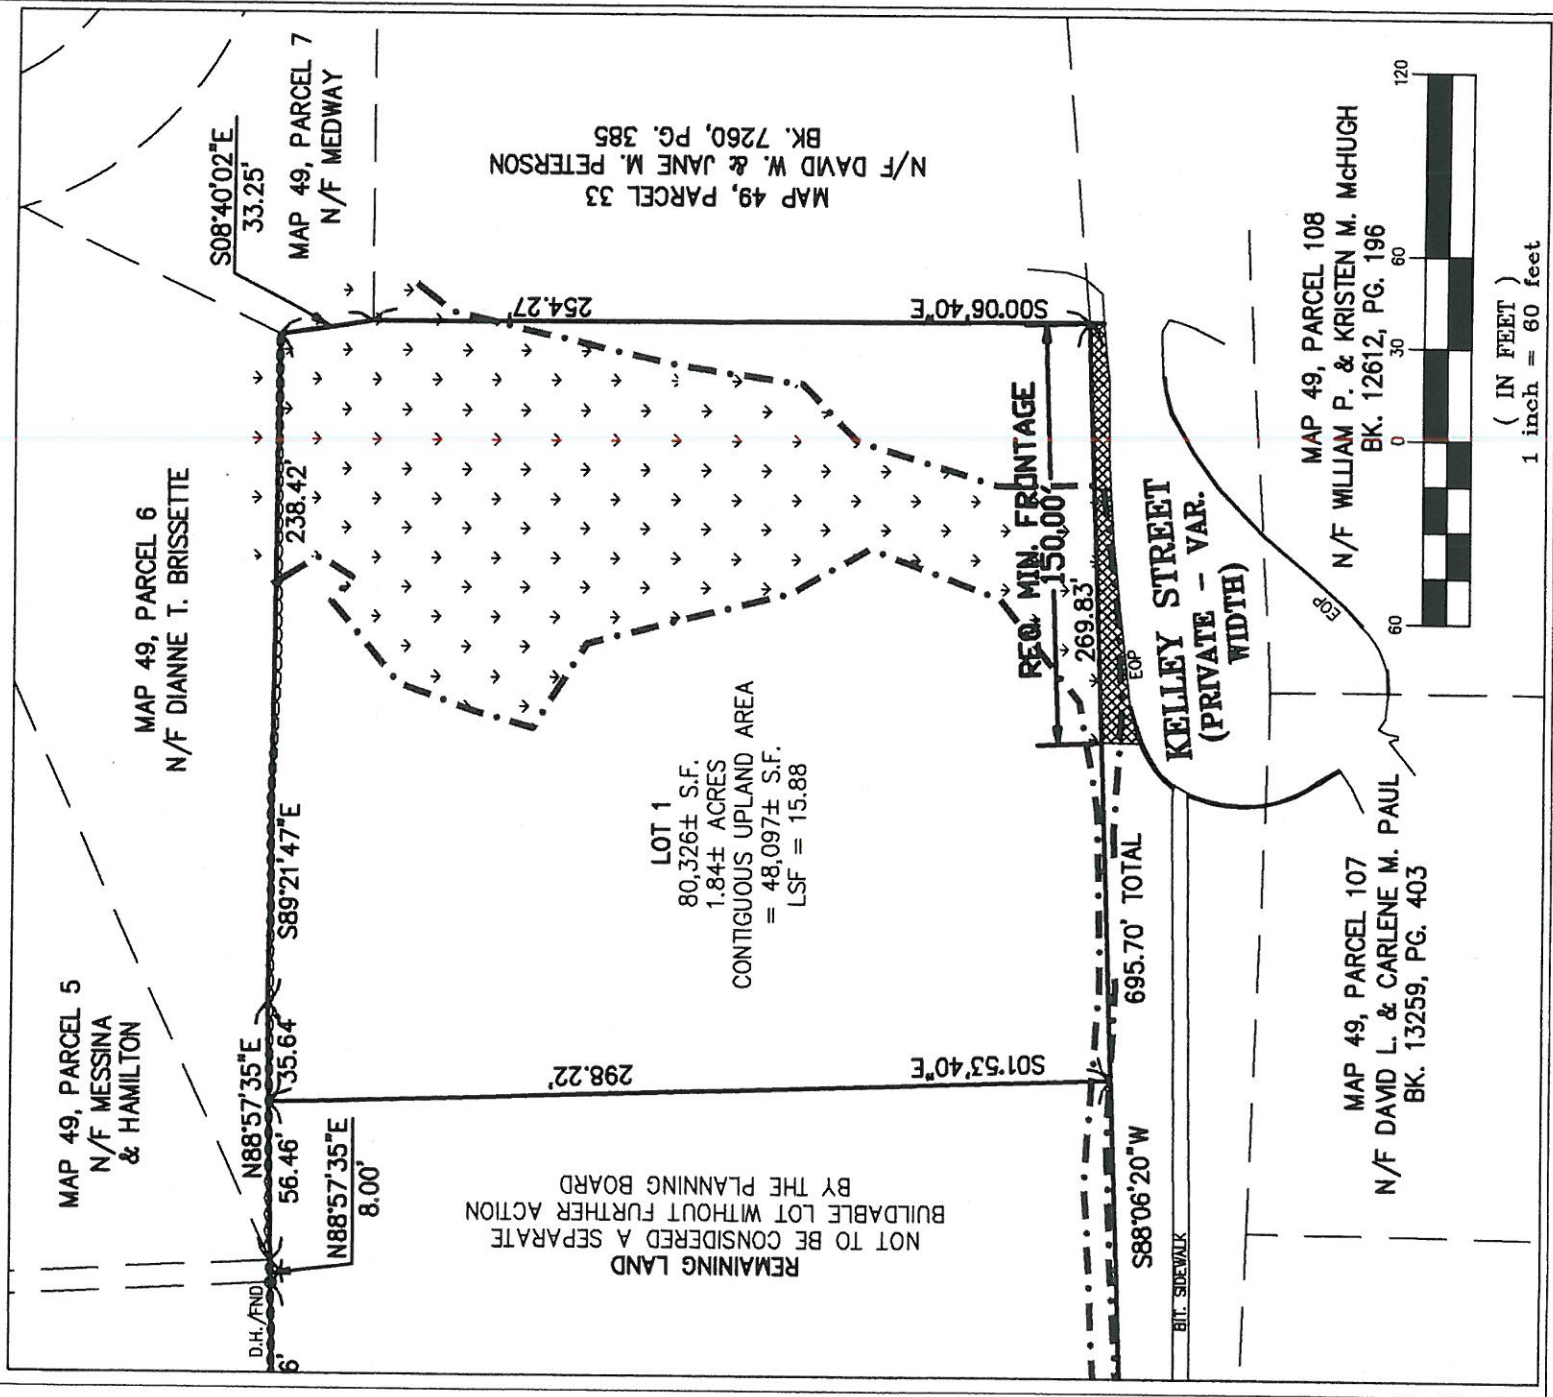 MAP 49, PARCEL 5
N/F MESSINA
& HAMILTON
MAP 49, PARCEL 6
N/F DIANNE T. BRISSETTE
S08°40'02"E
33.25'
MAP 49, PARCEL 7
N/F MEDWAY
D.H./FND
6'
N88°57'35"E
56.46'
35.64'
N88°57'35"E
8.00'
S89°21'47"E
238.42'
REMAINING LAND
NOT TO BE CONSIDERED A SEPARATE
BUILDABLE LOT WITHOUT FURTHER ACTION
BY THE PLANNING BOARD
298.22'
S01°53'40"E
LOT 1
80,326± S.F.
1.84± ACRES
CONTIGUOUS UPLAND AREA
= 48,097± S.F.
LSF = 15.88
254.27'
S00°06'40"E
MAP 49, PARCEL 33
N/F DAVID W. & JANE M. PETERSON
BK. 7260, PG. 385
REQ. MIN. FRONTAGE
150.00'
269.83'
S88°06'20"W
695.70' TOTAL
EOP
KELLEY STREET
(PRIVATE - VAR.
WIDTH)
EOP
BIT. SIDEWALK
MAP 49, PARCEL 107
N/F DAVID L. & CARLENE M. PAUL
BK. 13259, PG. 403
MAP 49, PARCEL 108
N/F WILLIAM P. & KRISTEN M. McHUGH
BK. 12612, PG. 196
60 0 30 60 120
( IN FEET )
1 inch = 60 feet